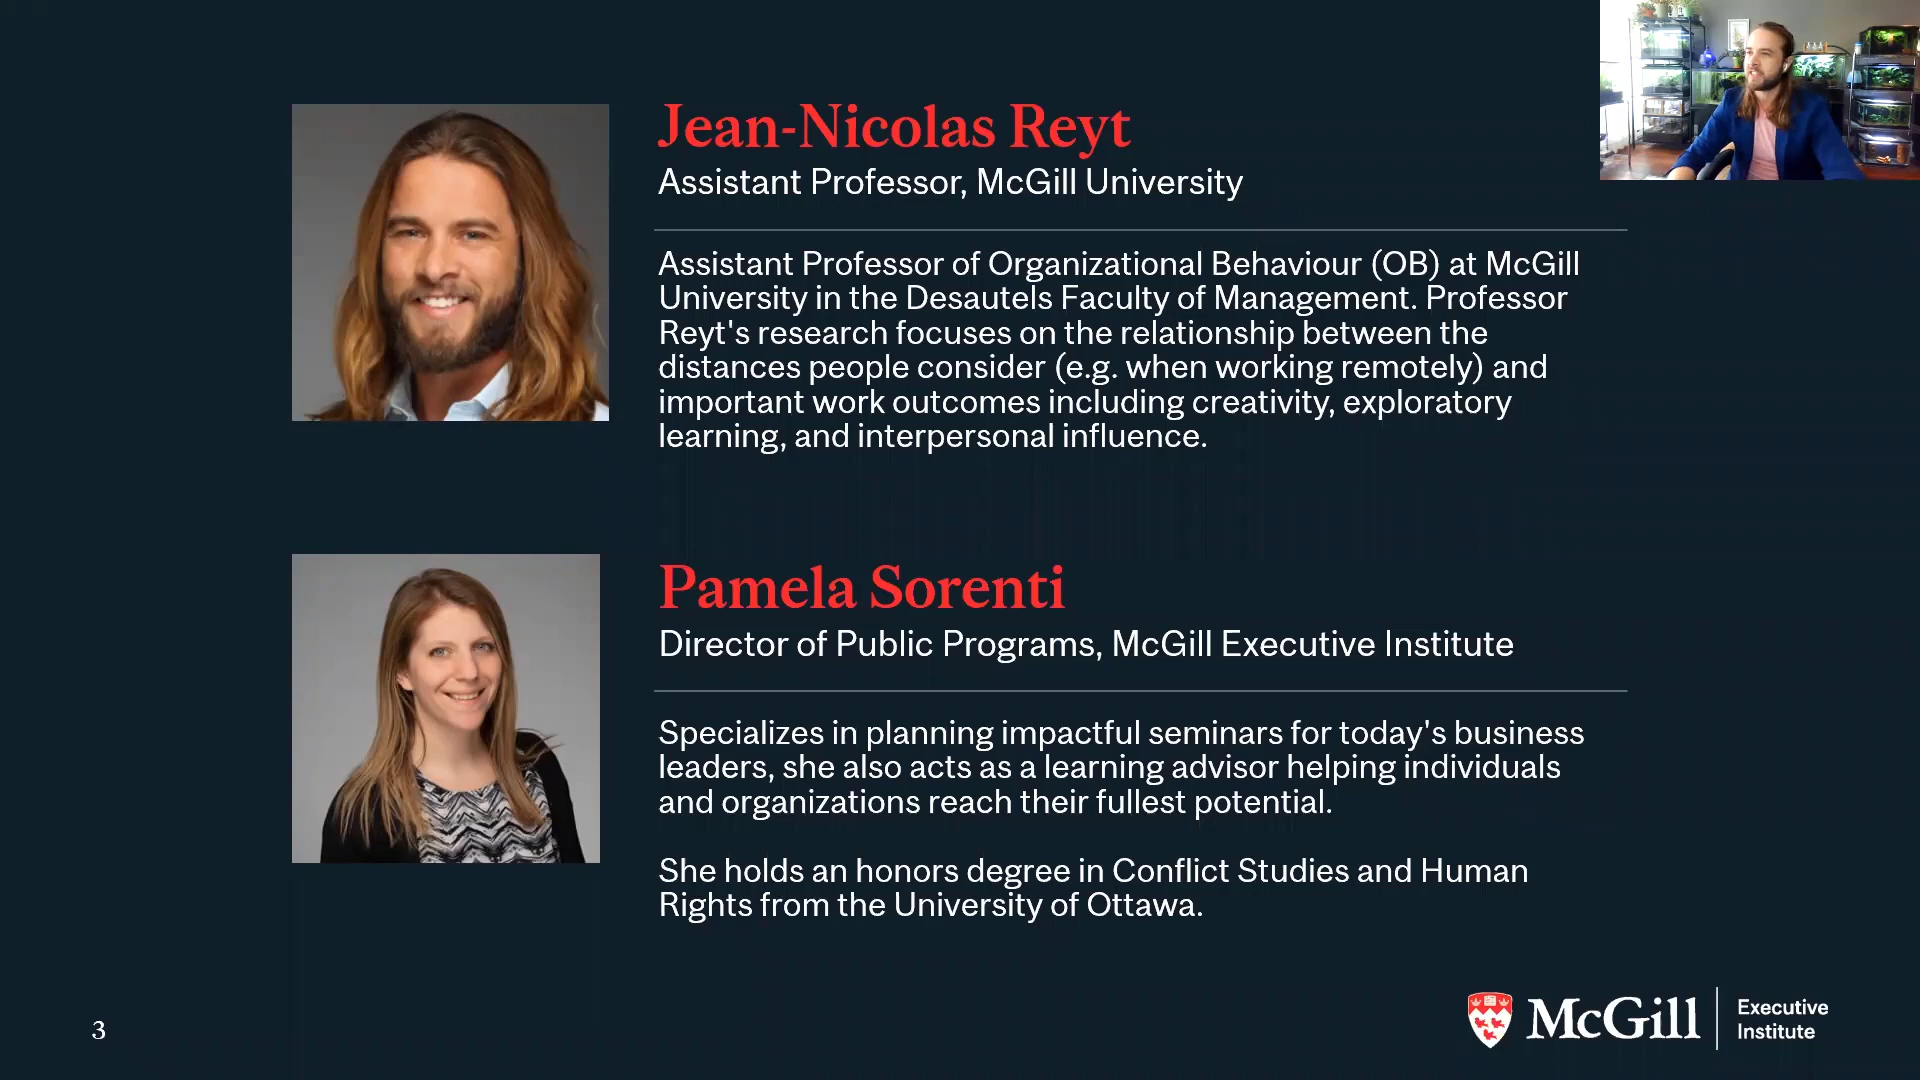 Jean-Nicolas Reyt
Assistant Professor, McGill University
Assistant Professor of Organizational Behaviour (OB) at McGill
University in the Desautels Faculty of Management. Professor
Reyt's research focuses on the relationship between the
distances people consider (e.g. when working remotely) and
important work outcomes including creativity, exploratory
learning, and interpersonal influence.
Pamela Sorenti
Director of Public Programs, McGill Executive Institute
Specializes in planning impactful seminars for today's business
leaders, she also acts as a learning advisor helping individuals
and organizations reach their fullest potential.
She holds an honors degree in Conflict Studies and Human
Rights from the University of Ottawa.
3
McGill
Executive
Institute